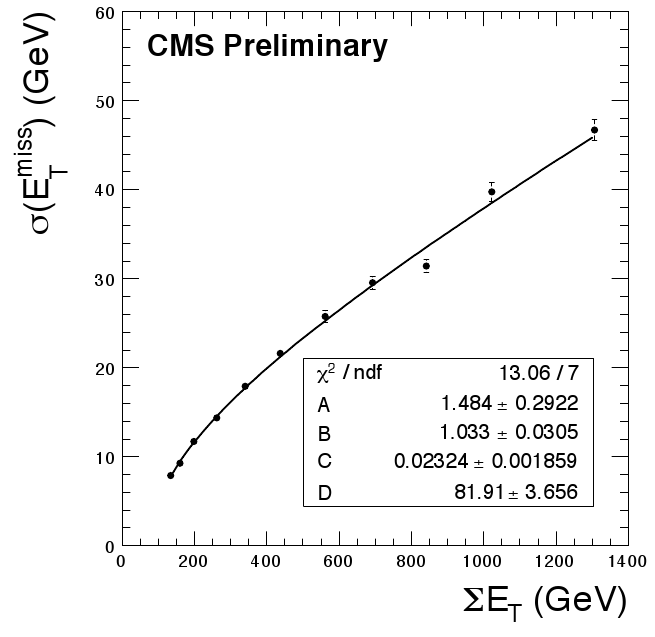 CMS Preliminary
σ(E_T^miss) (GeV)
60
50
40
30
20
10
0
χ² / ndf 13.06 / 7
A 1.484 ± 0.2922
B 1.033 ± 0.0305
C 0.02324 ± 0.001859
D 81.91 ± 3.656
0 200 400 600 800 1000 1200 1400
ΣE_T (GeV)